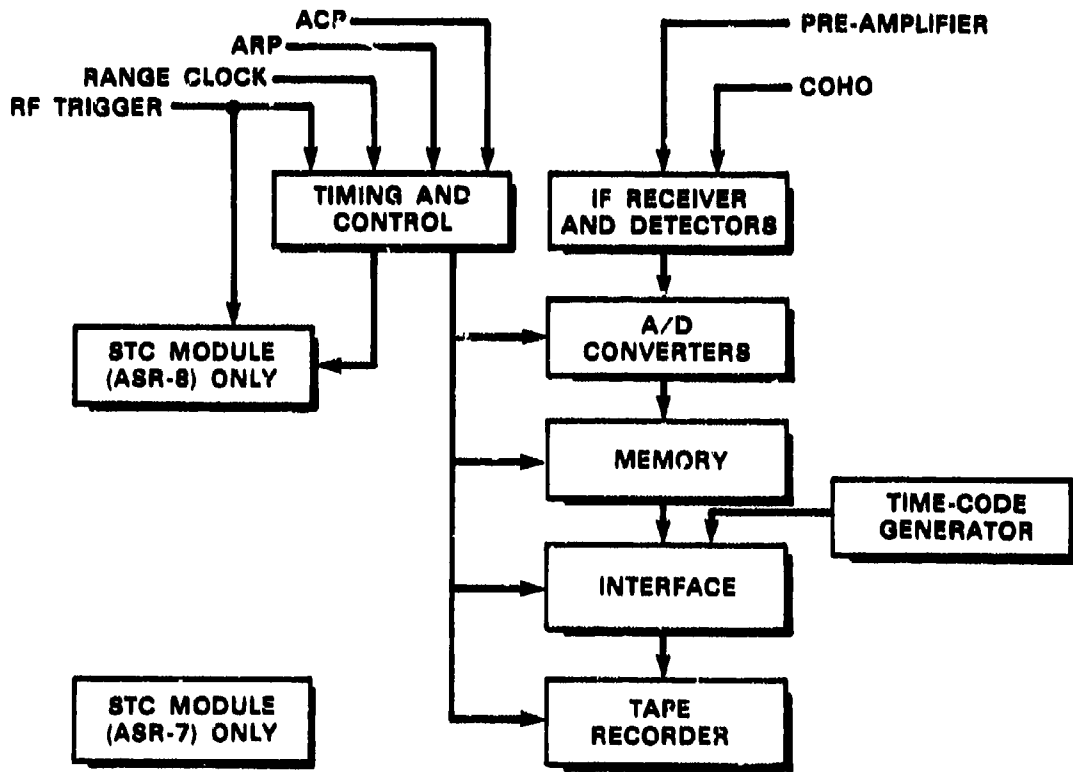 ACP
ARP
RANGE CLOCK
RF TRIGGER
PRE-AMPLIFIER
COHO
TIMING AND
CONTROL
IF RECEIVER
AND DETECTORS
STC MODULE
(ASR-8) ONLY
A/D
CONVERTERS
MEMORY
TIME-CODE
GENERATOR
INTERFACE
STC MODULE
(ASR-7) ONLY
TAPE
RECORDER